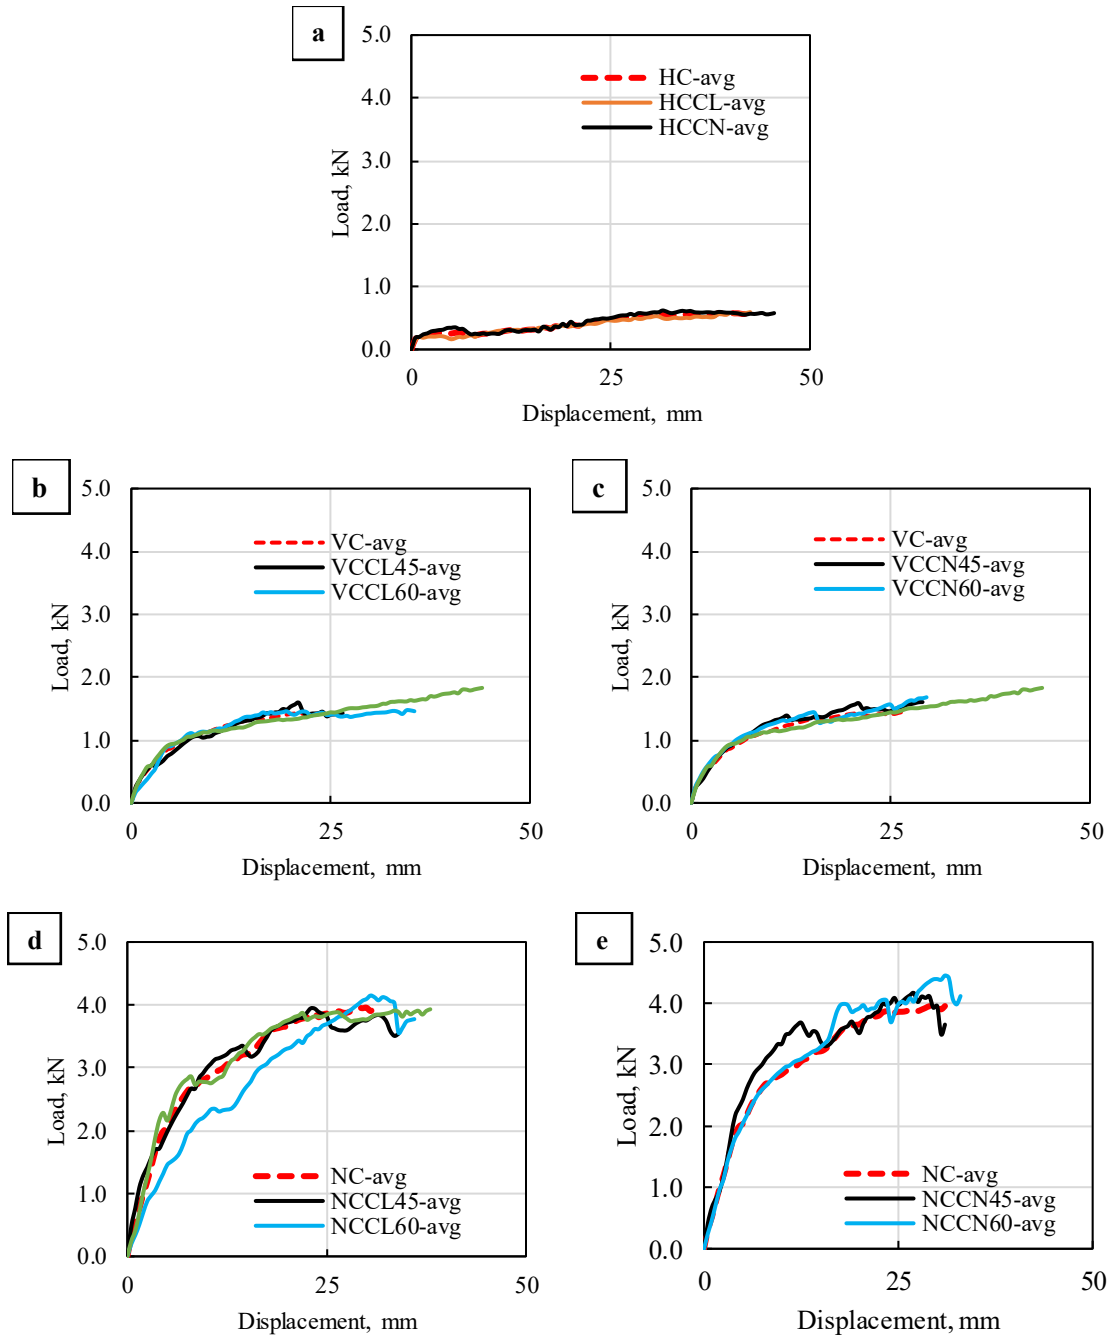 a
5.0
4.0
3.0
2.0
1.0
0.0
Load, kN
HC-avg
HCCL-avg
HCCN-avg
0 25 50
Displacement, mm
b
5.0
4.0
3.0
2.0
1.0
0.0
Load, kN
VC-avg
VCCL45-avg
VCCL60-avg
0 25 50
Displacement, mm
c
5.0
4.0
3.0
2.0
1.0
0.0
Load, kN
VC-avg
VCCN45-avg
VCCN60-avg
0 25 50
Displacement, mm
d
5.0
4.0
3.0
2.0
1.0
0.0
Load, kN
NC-avg
NCCL45-avg
NCCL60-avg
0 25 50
Displacement, mm
e
5.0
4.0
3.0
2.0
1.0
0.0
Load, kN
NC-avg
NCCN45-avg
NCCN60-avg
0 25 50
Displacement, mm